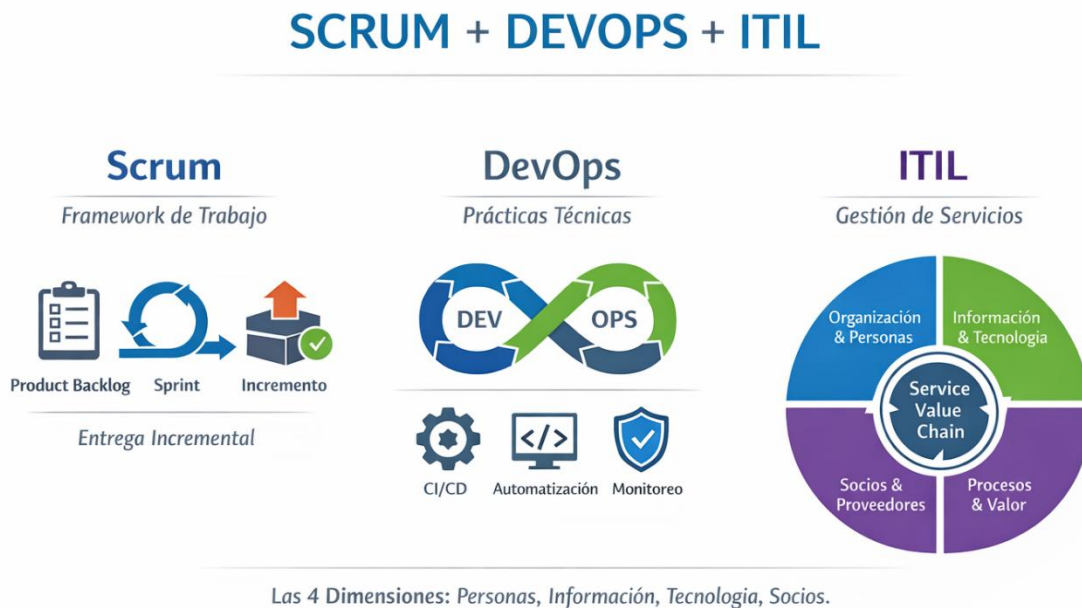 SCRUM + DEVOPS + ITIL
Scrum
Framework de Trabajo
Product Backlog
Sprint
Incremento
Entrega Incremental
DevOps
Prácticas Técnicas
DEV
OPS
</>
CI/CD
Automatización
Monitoreo
ITIL
Gestión de Servicios
Organización
& Personas
Información
& Tecnologia
Service
Value
Chain
Socios &
Proveedores
Procesos
& Valor
Las 4 Dimensiones: Personas, Información, Tecnologia, Socios.